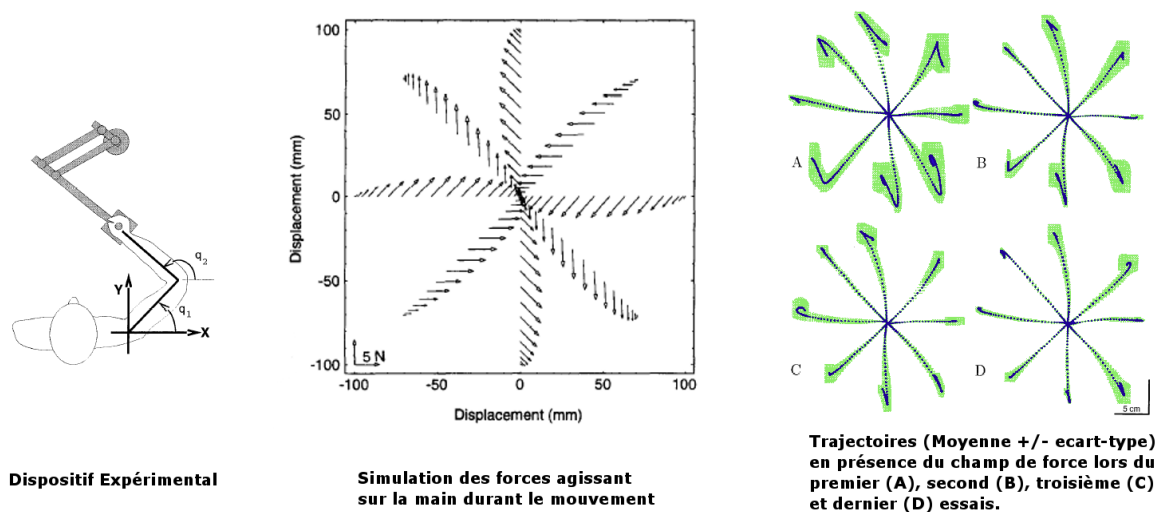 q₂
Y
q₁
X
Dispositif Expérimental
Displacement (mm)
100
50
0
-50
-100
5 N
-100
-50
0
50
100
Displacement (mm)
Simulation des forces agissant
sur la main durant le mouvement
A
B
C
D
5 cm
Trajectoires (Moyenne +/- ecart-type)
en présence du champ de force lors du
premier (A), second (B), troisième (C)
et dernier (D) essais.